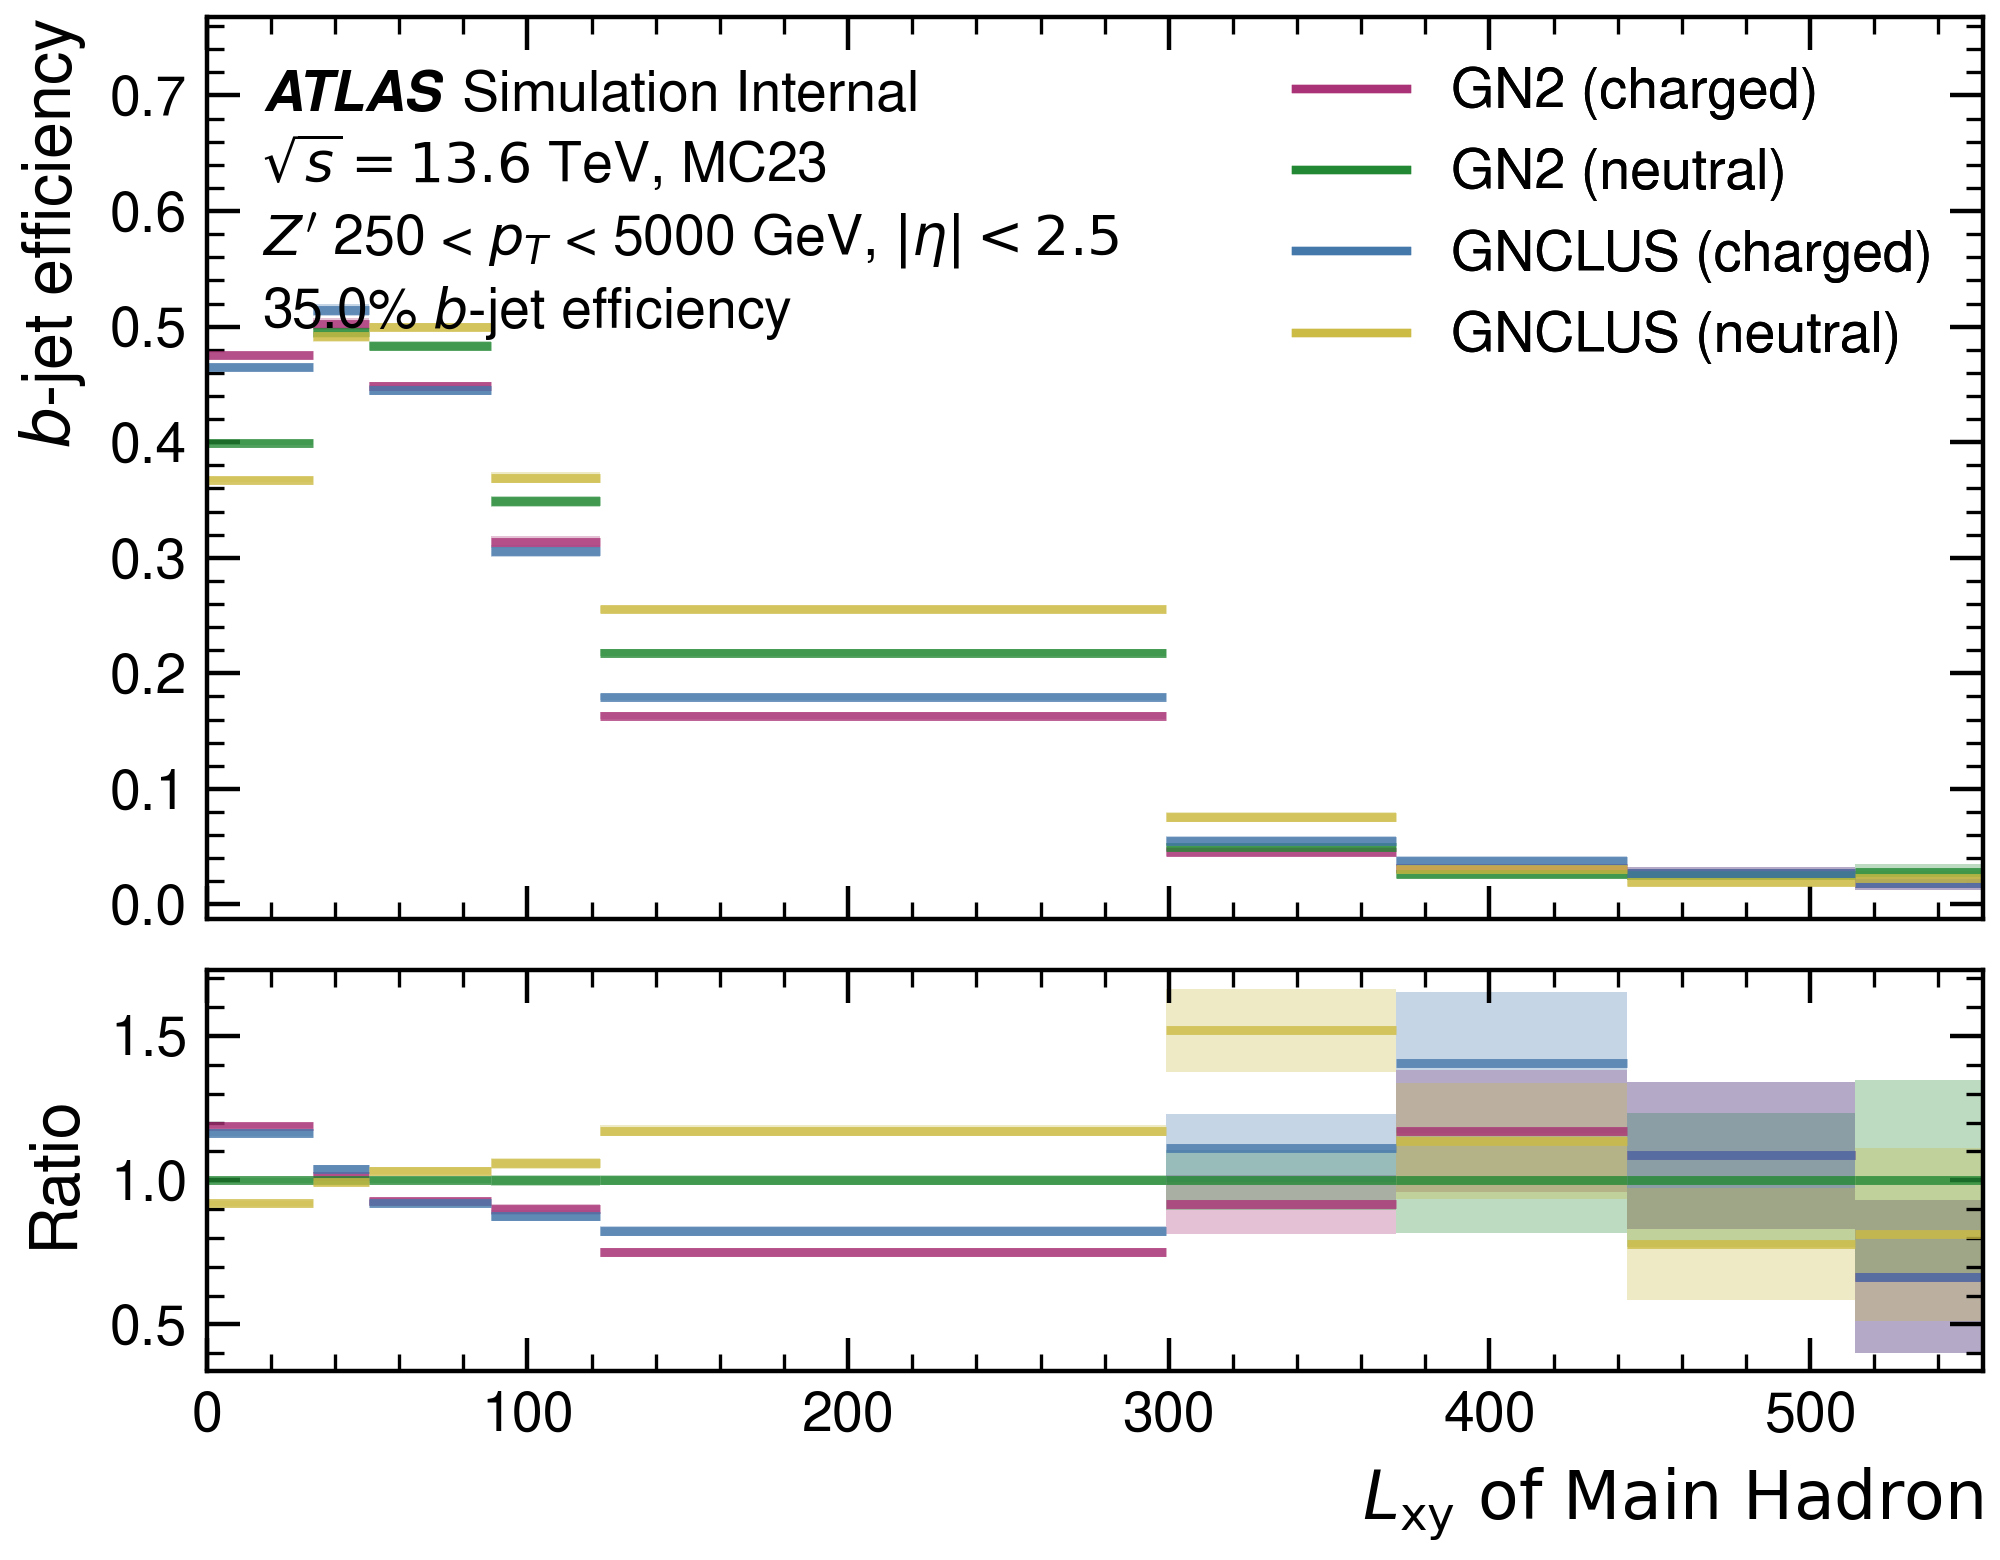 b-jet efficiency
0.7
0.6
0.5
0.4
0.3
0.2
0.1
0.0
ATLAS Simulation Internal
√s = 13.6 TeV, MC23
Z′ 250 < p_T < 5000 GeV, |η| < 2.5
35.0% b-jet efficiency
GN2 (charged)
GN2 (neutral)
GNCLUS (charged)
GNCLUS (neutral)
Ratio
1.5
1.0
0.5
0 100 200 300 400 500
L_xy of Main Hadron